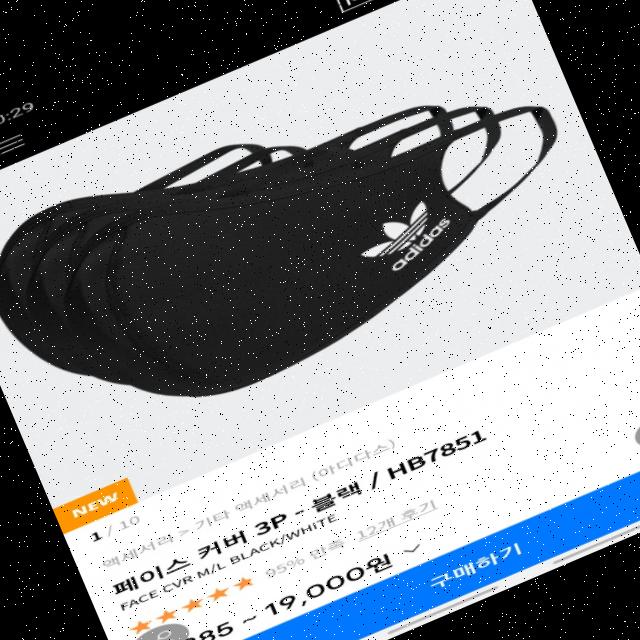 adidas
NEW
1 / 10
액세서리 > 기타 액세서리 (아디다스)
페이스 커버 3P - 블랙 / HB7851
FACE CVR M/L BLACK/WHITE
95% 만족 · 12개 후기
~ 19,000원
구매하기